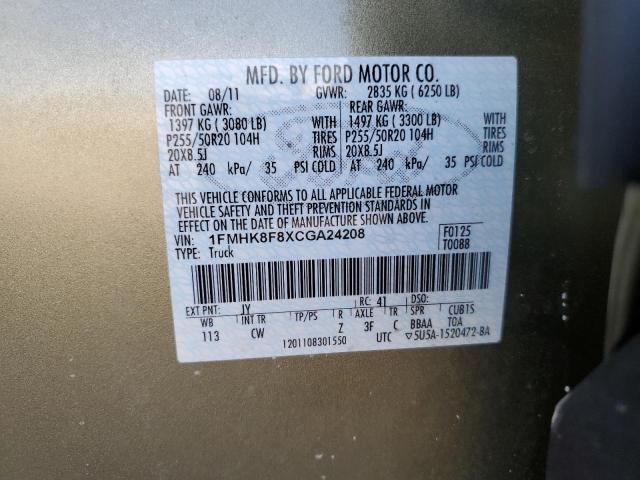 MFD. BY FORD MOTOR CO.
DATE: 08/11 GVWR: 2835 KG ( 6250 LB)
FRONT GAWR: REAR GAWR:
1397 KG ( 3080 LB) WITH 1497 KG ( 3300 LB) WITH
P255/50R20 104H TIRES P255/50R20 104H TIRES
20X8.5J RIMS 20X8.5J RIMS
AT 240 kPa/ 35 PSI COLD AT 240 kPa/ 35 PSI COLD
THIS VEHICLE CONFORMS TO ALL APPLICABLE FEDERAL MOTOR
VEHICLE SAFETY AND THEFT PREVENTION STANDARDS IN
EFFECT ON THE DATE OF MANUFACTURE SHOWN ABOVE.
VIN: 1FMHK8F8XCGA24208 F0125
TYPE: Truck T0088
EXT PNT: JY RC: 41 DSO:
WB INT TR TP/PS R AXLE TR SPR CUB1S
113 CW Z 3F C BBAA TOA
1201108301550 UTC ▽5U5A-1520472-BA